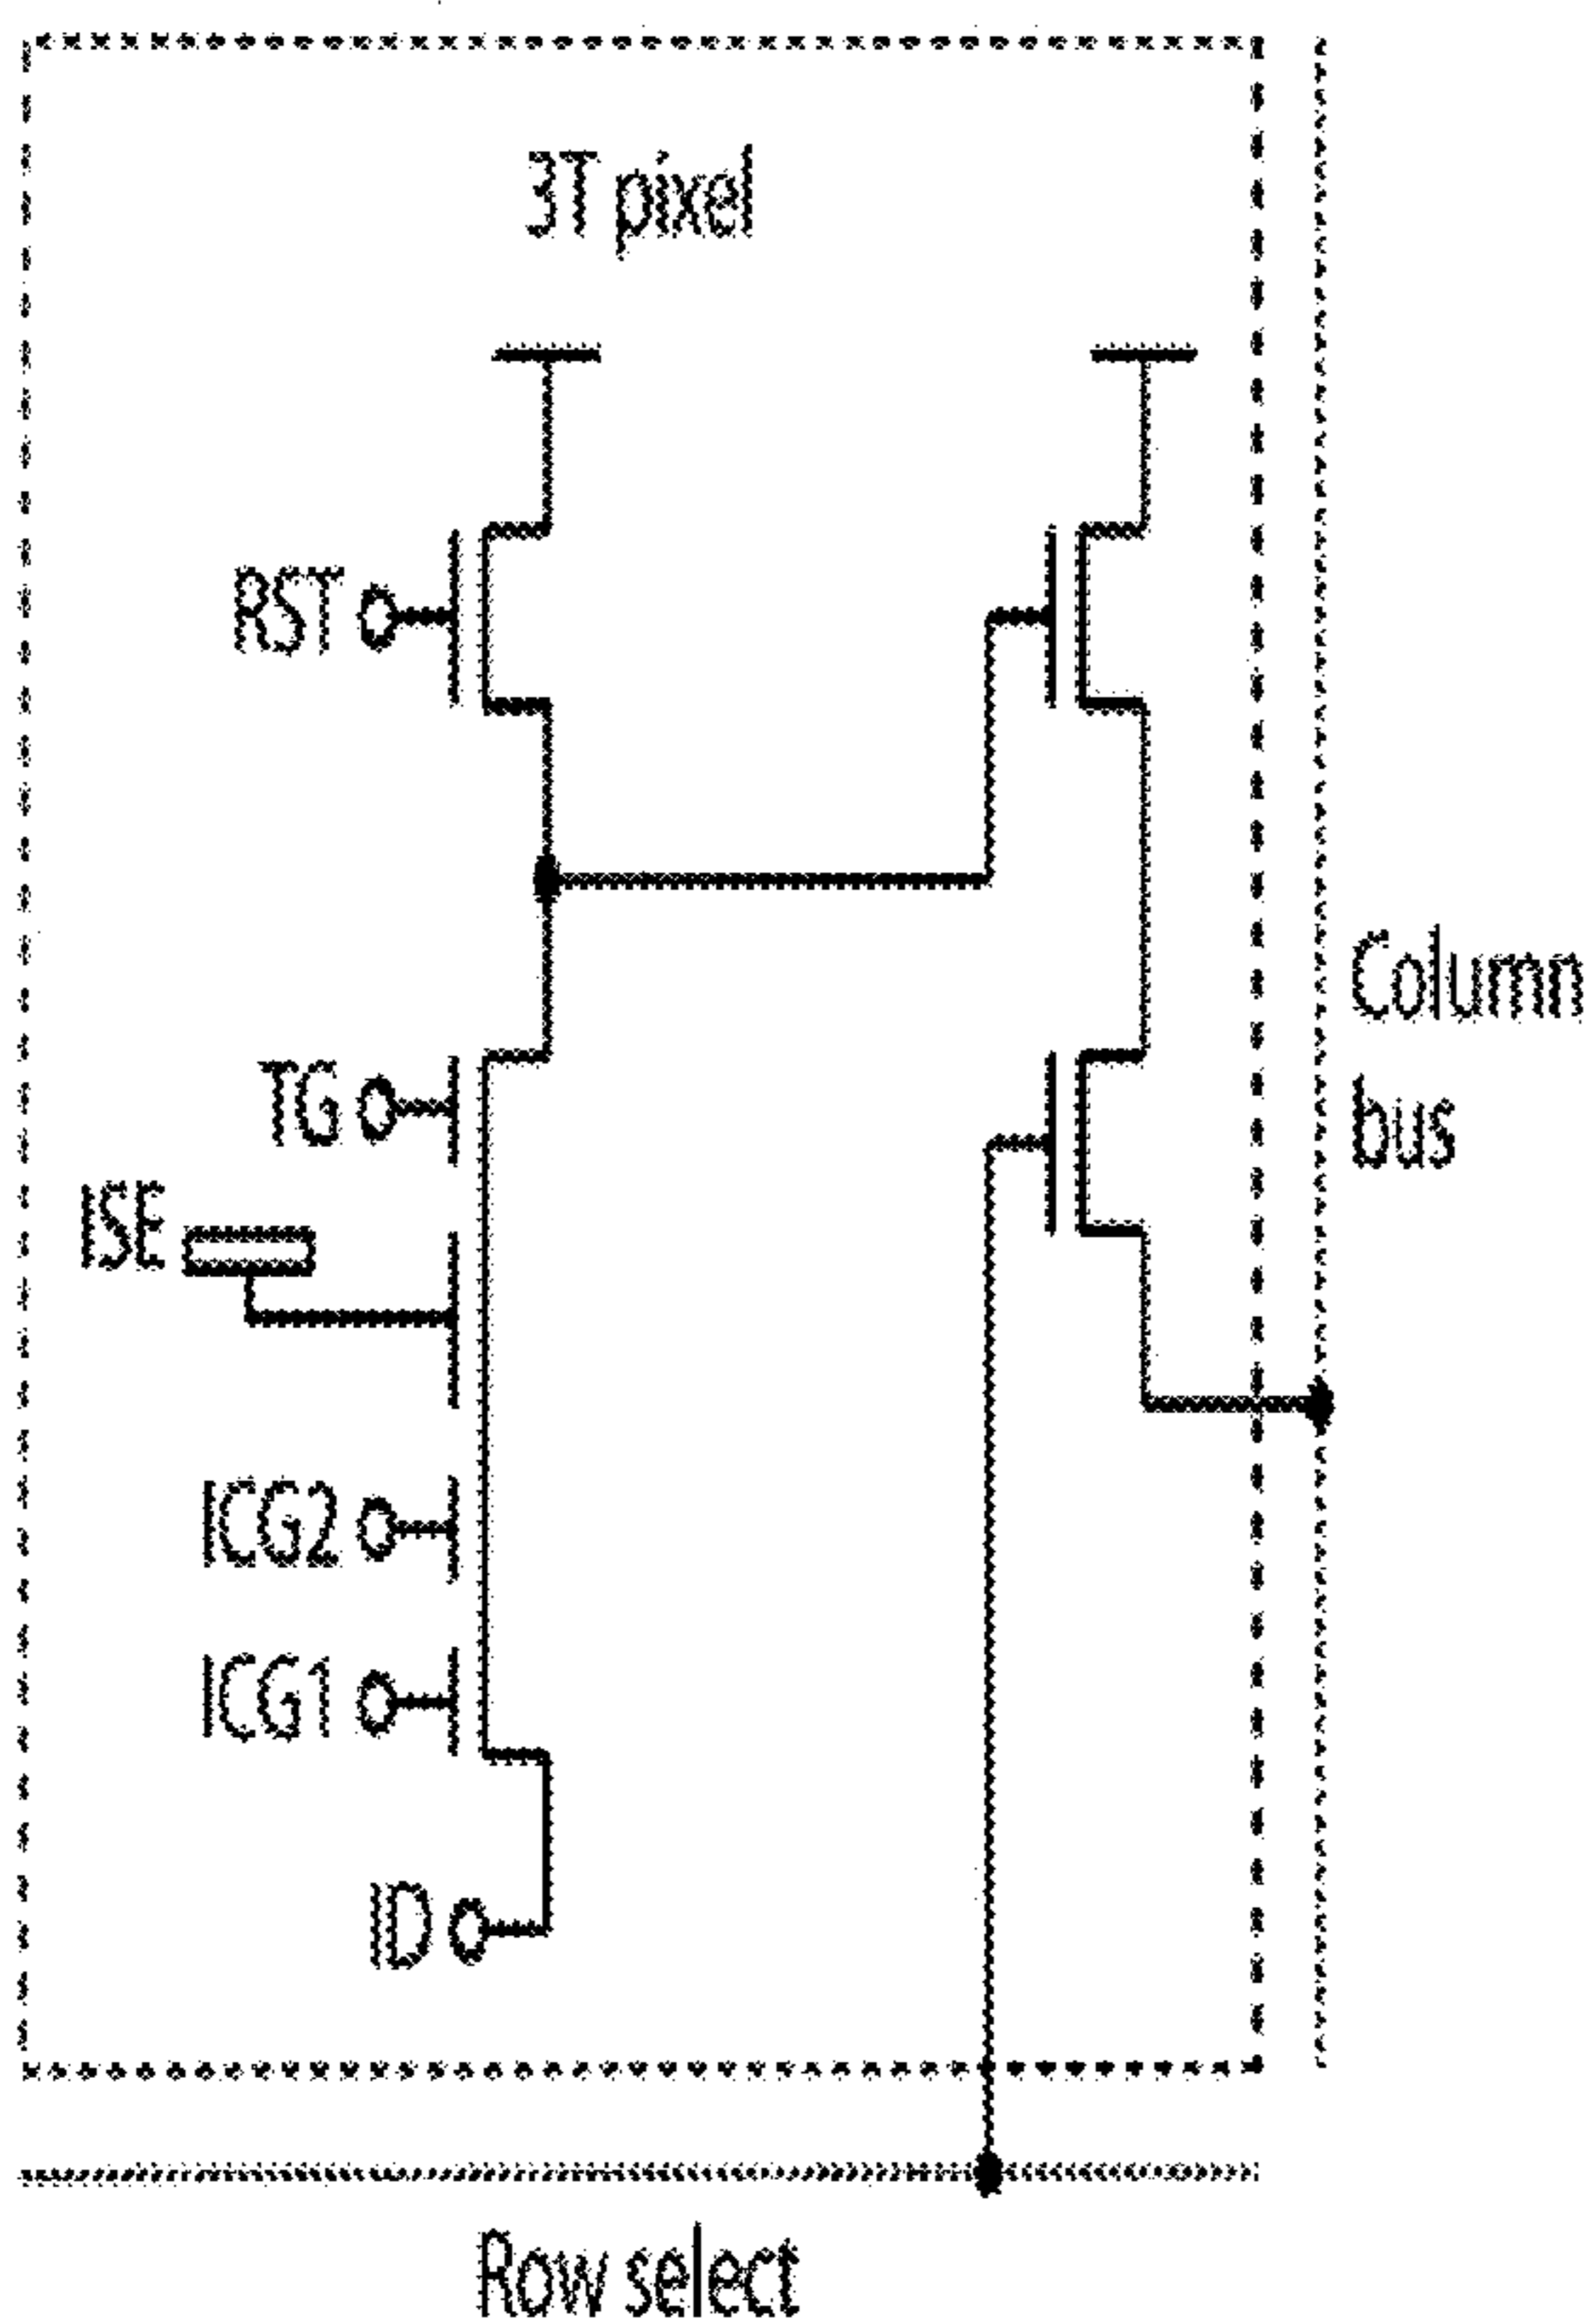 3T pixel
RST
Column
bus
TG
ISE
ICG2
ICG1
ID
Row select